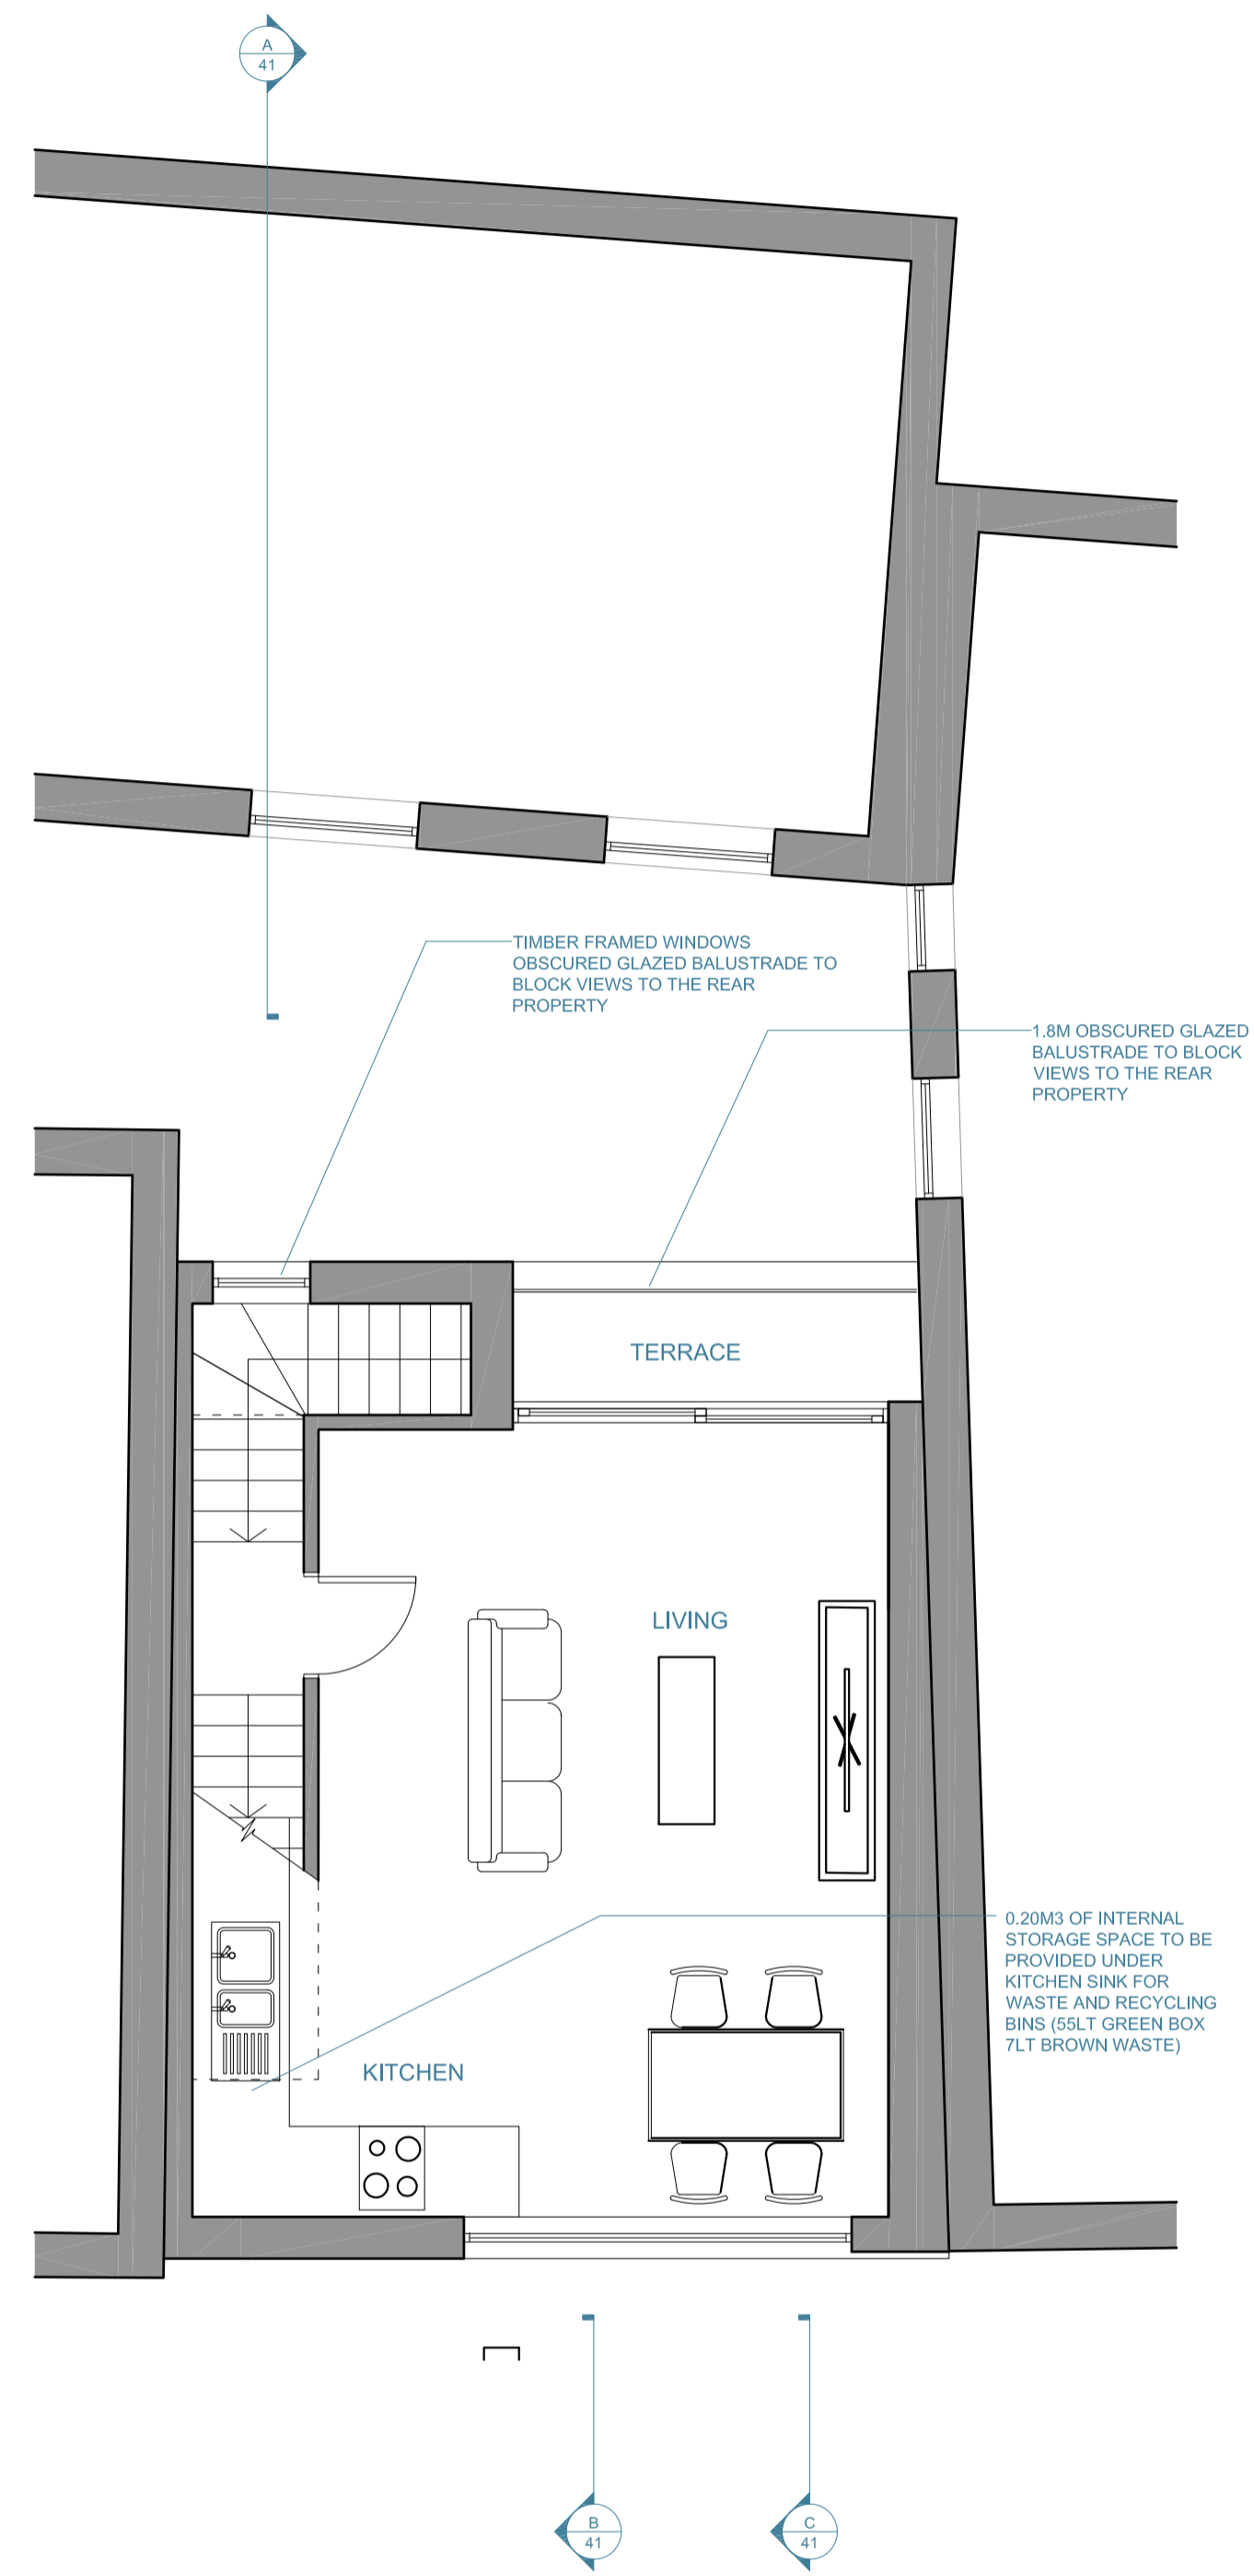 A
41
TIMBER FRAMED WINDOWS
OBSCURED GLAZED BALUSTRADE TO
BLOCK VIEWS TO THE REAR
PROPERTY
1.8M OBSCURED GLAZED
BALUSTRADE TO BLOCK
VIEWS TO THE REAR
PROPERTY
TERRACE
LIVING
0.20M3 OF INTERNAL
STORAGE SPACE TO BE
PROVIDED UNDER
KITCHEN SINK FOR
WASTE AND RECYCLING
BINS (55LT GREEN BOX
7LT BROWN WASTE)
KITCHEN
B
41
C
41